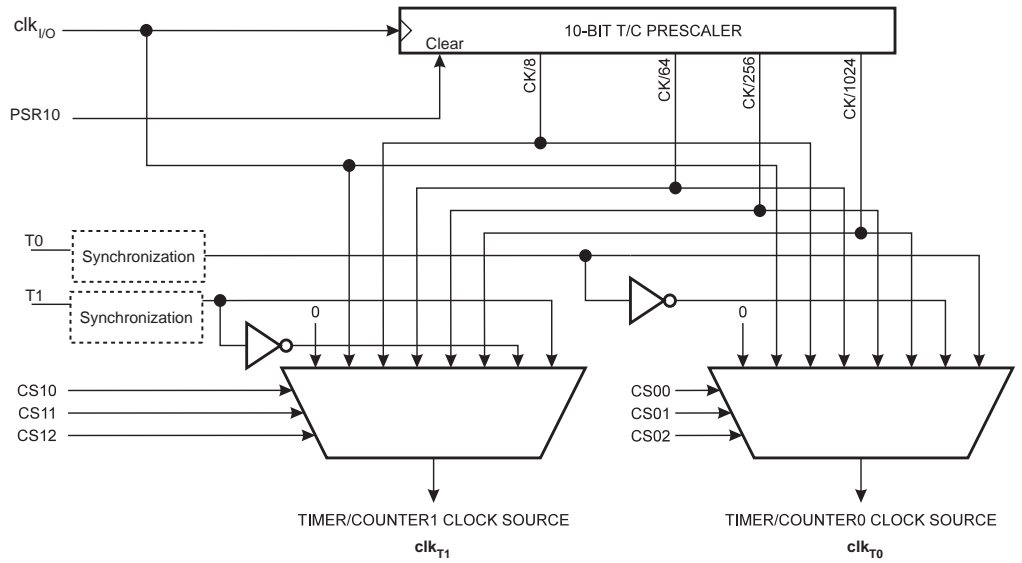 clkI/O
10-BIT T/C PRESCALER
Clear
PSR10
CK/8
CK/64
CK/256
CK/1024
T0
Synchronization
T1
Synchronization
0
0
CS10
CS11
CS12
CS00
CS01
CS02
TIMER/COUNTER1 CLOCK SOURCE
clkT1
TIMER/COUNTER0 CLOCK SOURCE
clkT0